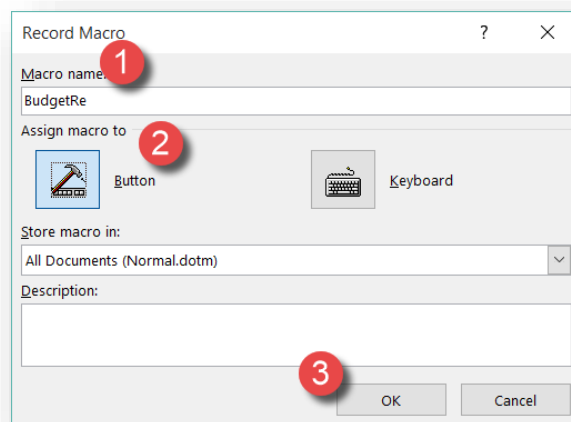 Record Macro ? ×
1
Macro name:
BudgetRe
Assign macro to
2
Button Keyboard
Store macro in:
All Documents (Normal.dotm)
Description:
3
OK Cancel